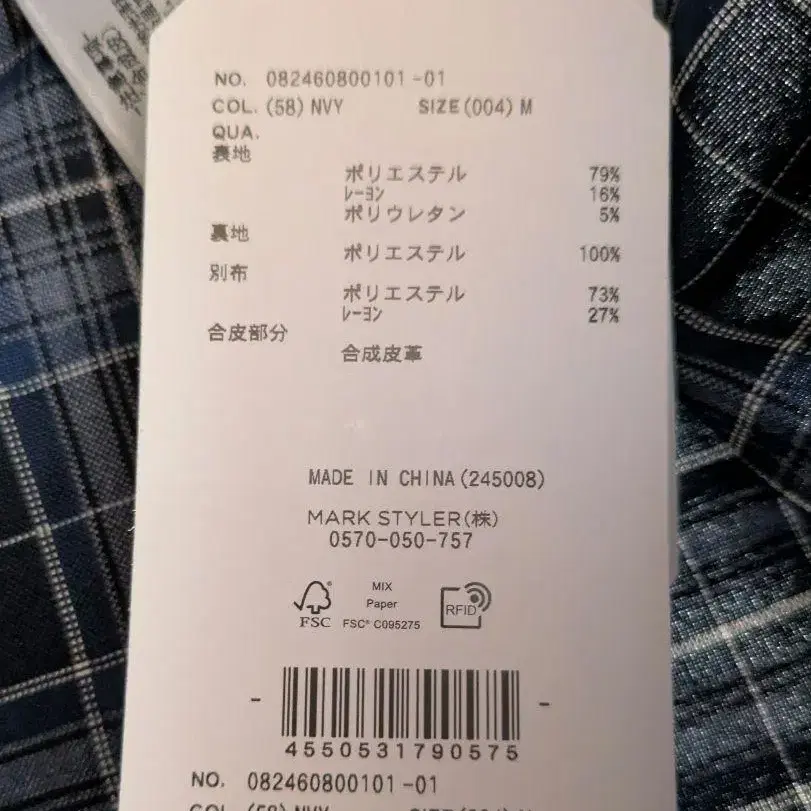 NO. 082460800101-01
COL. (58) NVY SIZE(004) M
QUA.
表地
ポリエステル 79%
ﾚｰﾖﾝ 16%
ポリウレタン 5%
裏地
ポリエステル 100%
別布
ポリエステル 73%
ﾚｰﾖﾝ 27%
合皮部分
合成皮革
MADE IN CHINA(245008)
MARK STYLER(株)
0570-050-757
FSC
MIX
Paper
FSC® C095275
RFID
4550531790575
NO. 082460800101-01